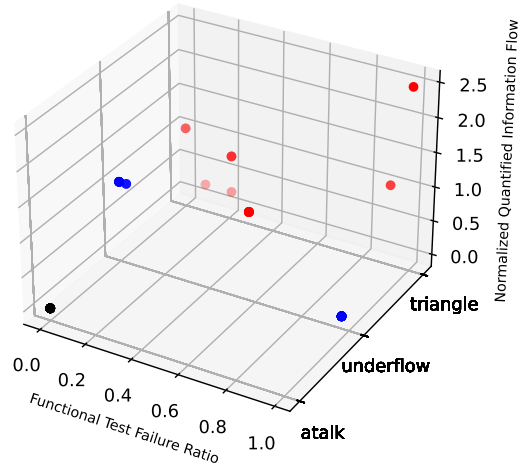 2.5
2.0
1.5
1.0
0.5
0.0
Normalized Quantified Information Flow
triangle
underflow
atalk
0.0
0.2
0.4
0.6
0.8
1.0
Functional Test Failure Ratio